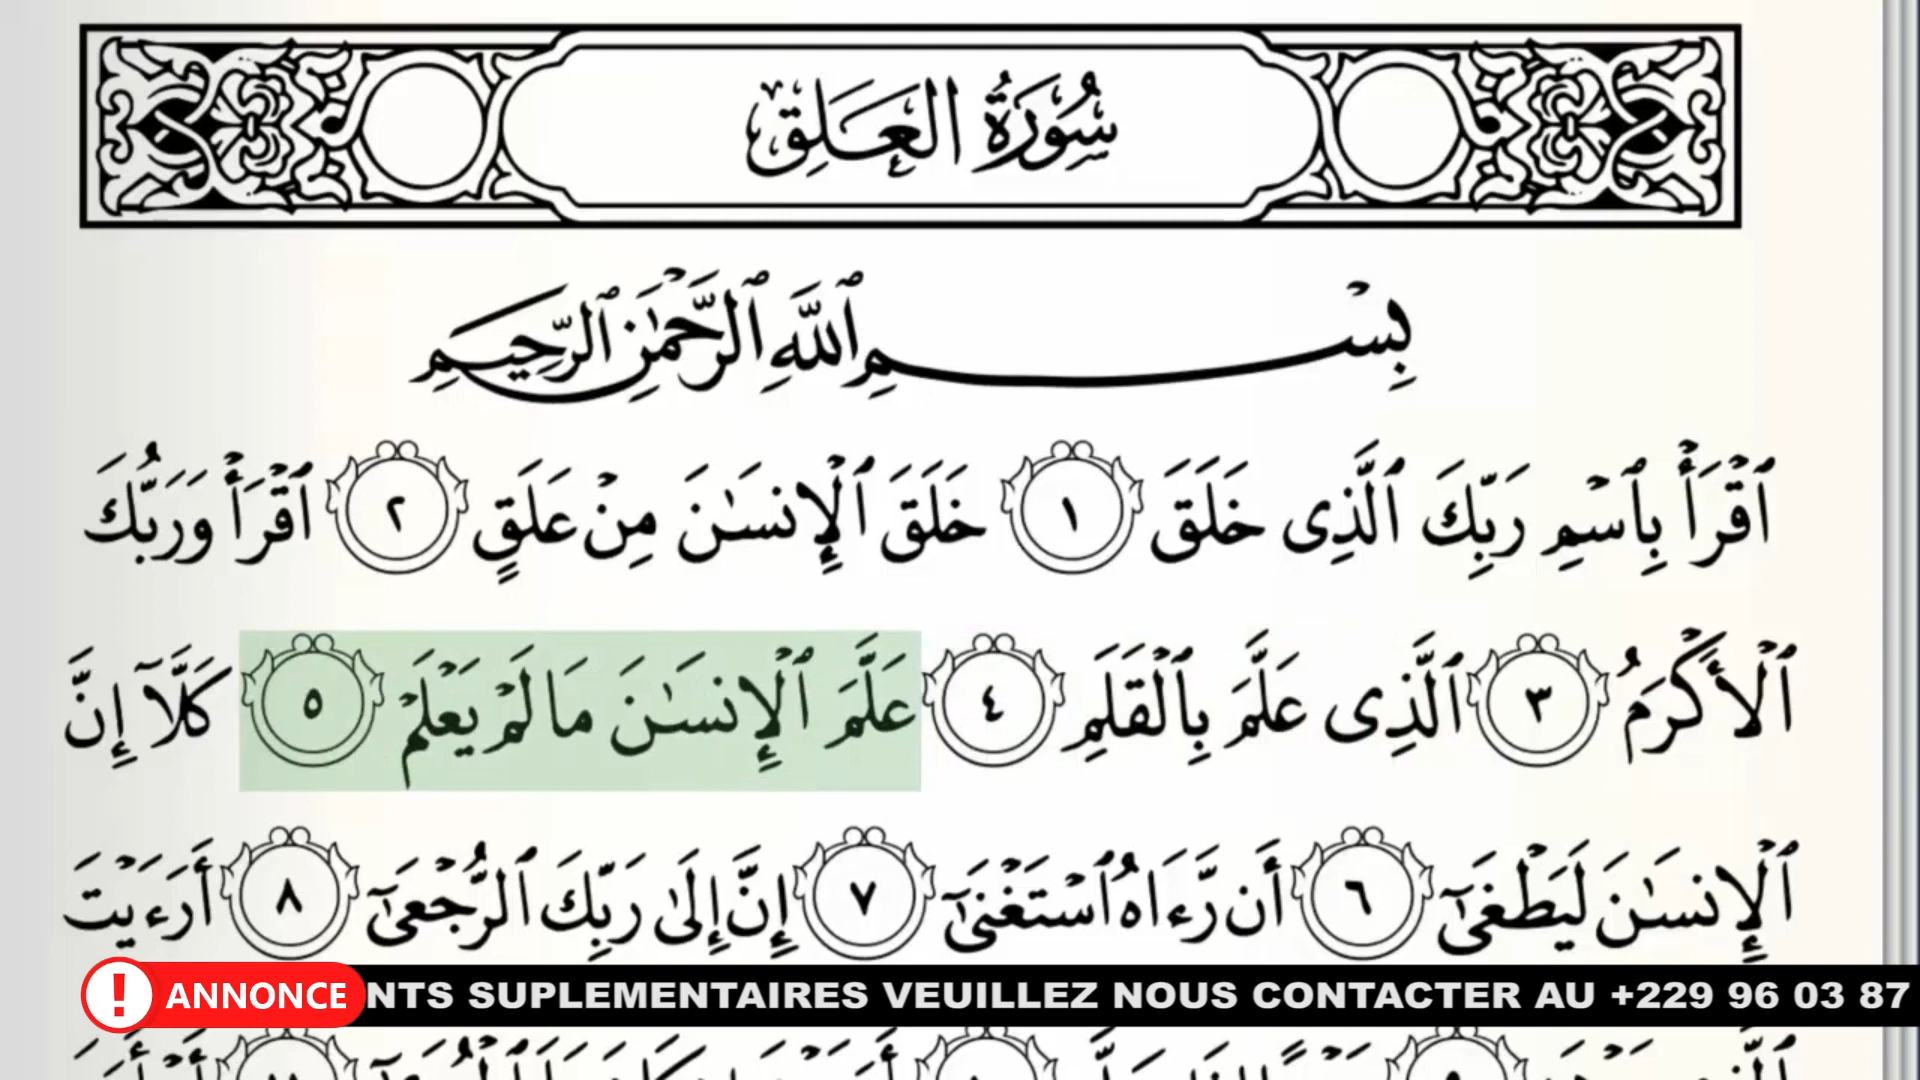 سُورَةُ العَلَقِ
بِسْمِ ٱللَّهِ ٱلرَّحْمَٰنِ ٱلرَّحِيمِ
ٱقْرَأْ بِٱسْمِ رَبِّكَ ٱلَّذِى خَلَقَ ١ خَلَقَ ٱلْإِنسَٰنَ مِنْ عَلَقٍ ٢ ٱقْرَأْ وَرَبُّكَ
ٱلْأَكْرَمُ ٣ ٱلَّذِى عَلَّمَ بِٱلْقَلَمِ ٤ عَلَّمَ ٱلْإِنسَٰنَ مَا لَمْ يَعْلَمْ ٥ كَلَّآ إِنَّ
ٱلْإِنسَٰنَ لَيَطْغَىٰٓ ٦ أَن رَّءَاهُ ٱسْتَغْنَىٰٓ ٧ إِنَّ إِلَىٰ رَبِّكَ ٱلرُّجْعَىٰٓ ٨ أَرَءَيْتَ
ANNONCE NTS SUPLEMENTAIRES VEUILLEZ NOUS CONTACTER AU +229 96 03 87